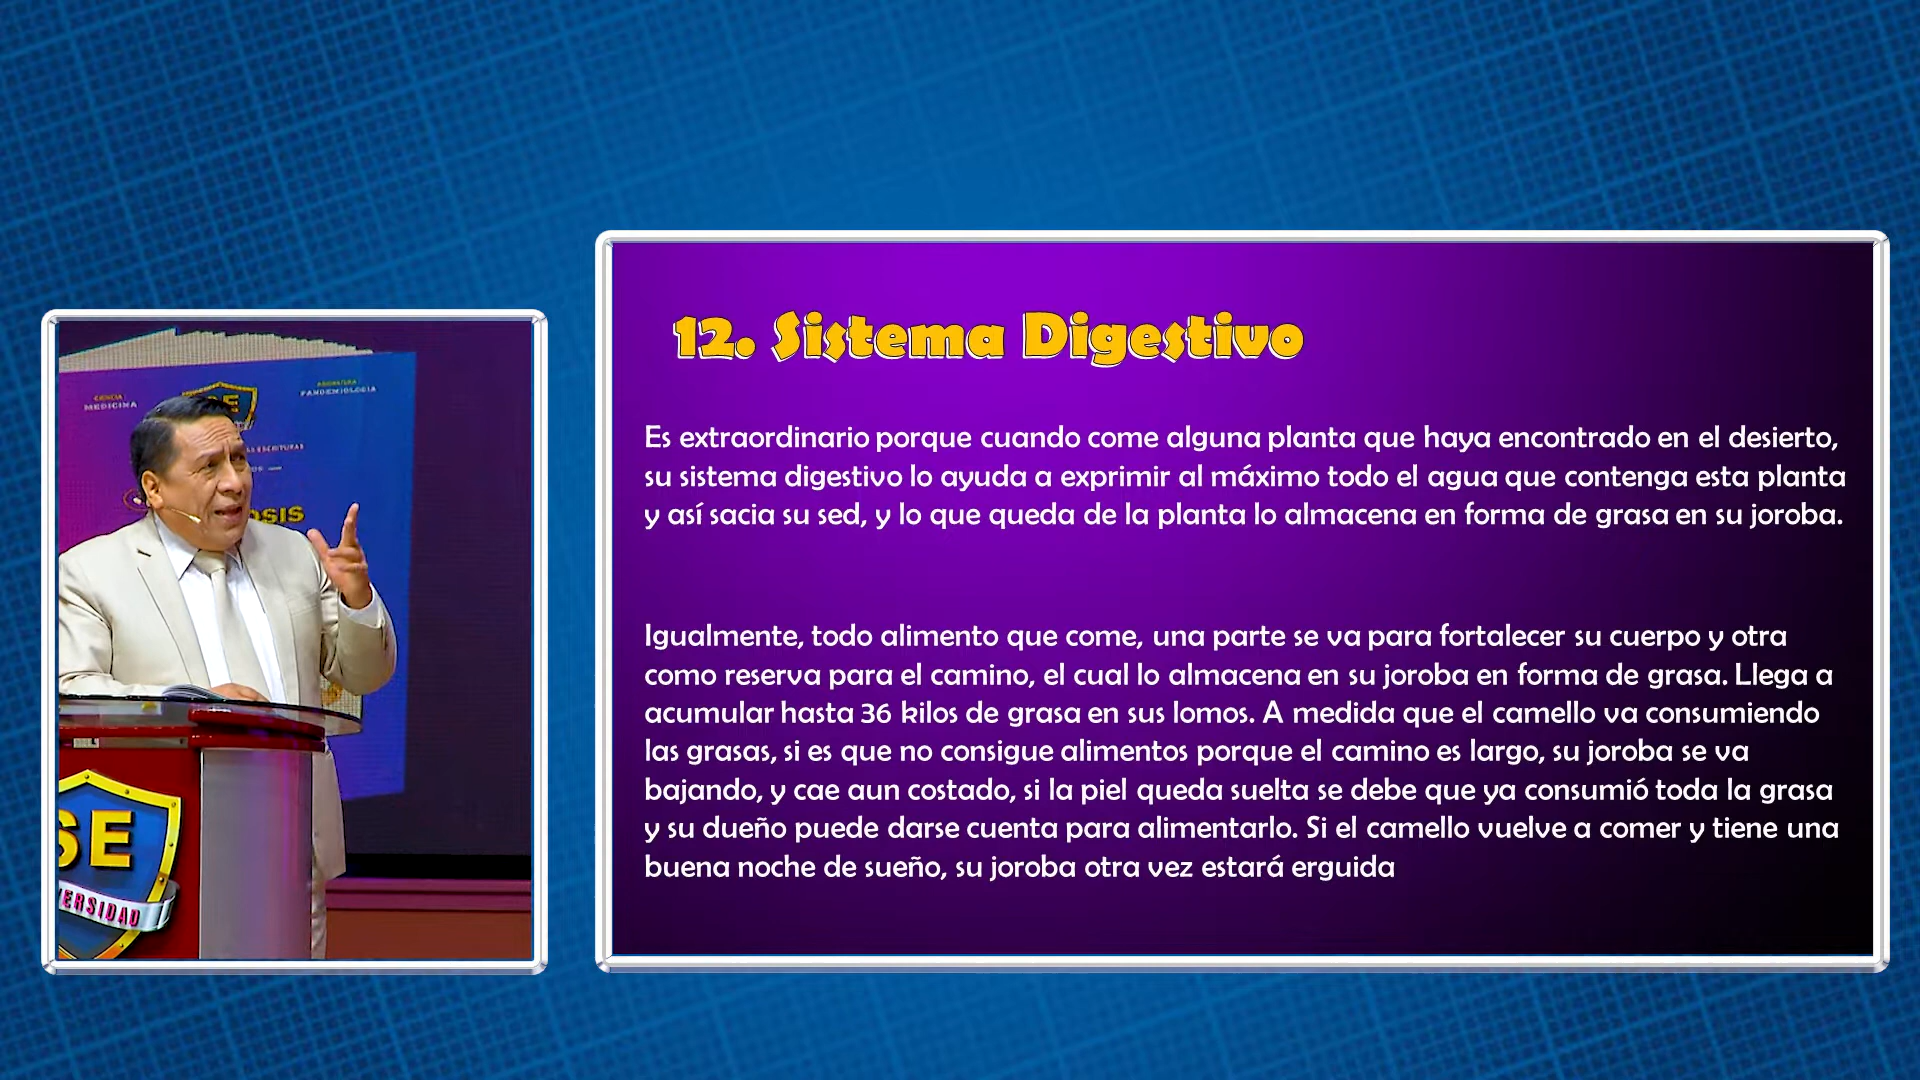 CIENCIA
MEDICINA
ASIGNATURA
PANDEMIOLOGIA
SE
ERSIDAD
12. Sistema Digestivo
Es extraordinario porque cuando come alguna planta que haya encontrado en el desierto,
su sistema digestivo lo ayuda a exprimir al máximo todo el agua que contenga esta planta
y así sacia su sed, y lo que queda de la planta lo almacena en forma de grasa en su joroba.
Igualmente, todo alimento que come, una parte se va para fortalecer su cuerpo y otra
como reserva para el camino, el cual lo almacena en su joroba en forma de grasa. Llega a
acumular hasta 36 kilos de grasa en sus lomos. A medida que el camello va consumiendo
las grasas, si es que no consigue alimentos porque el camino es largo, su joroba se va
bajando, y cae aun costado, si la piel queda suelta se debe que ya consumió toda la grasa
y su dueño puede darse cuenta para alimentarlo. Si el camello vuelve a comer y tiene una
buena noche de sueño, su joroba otra vez estará erguida